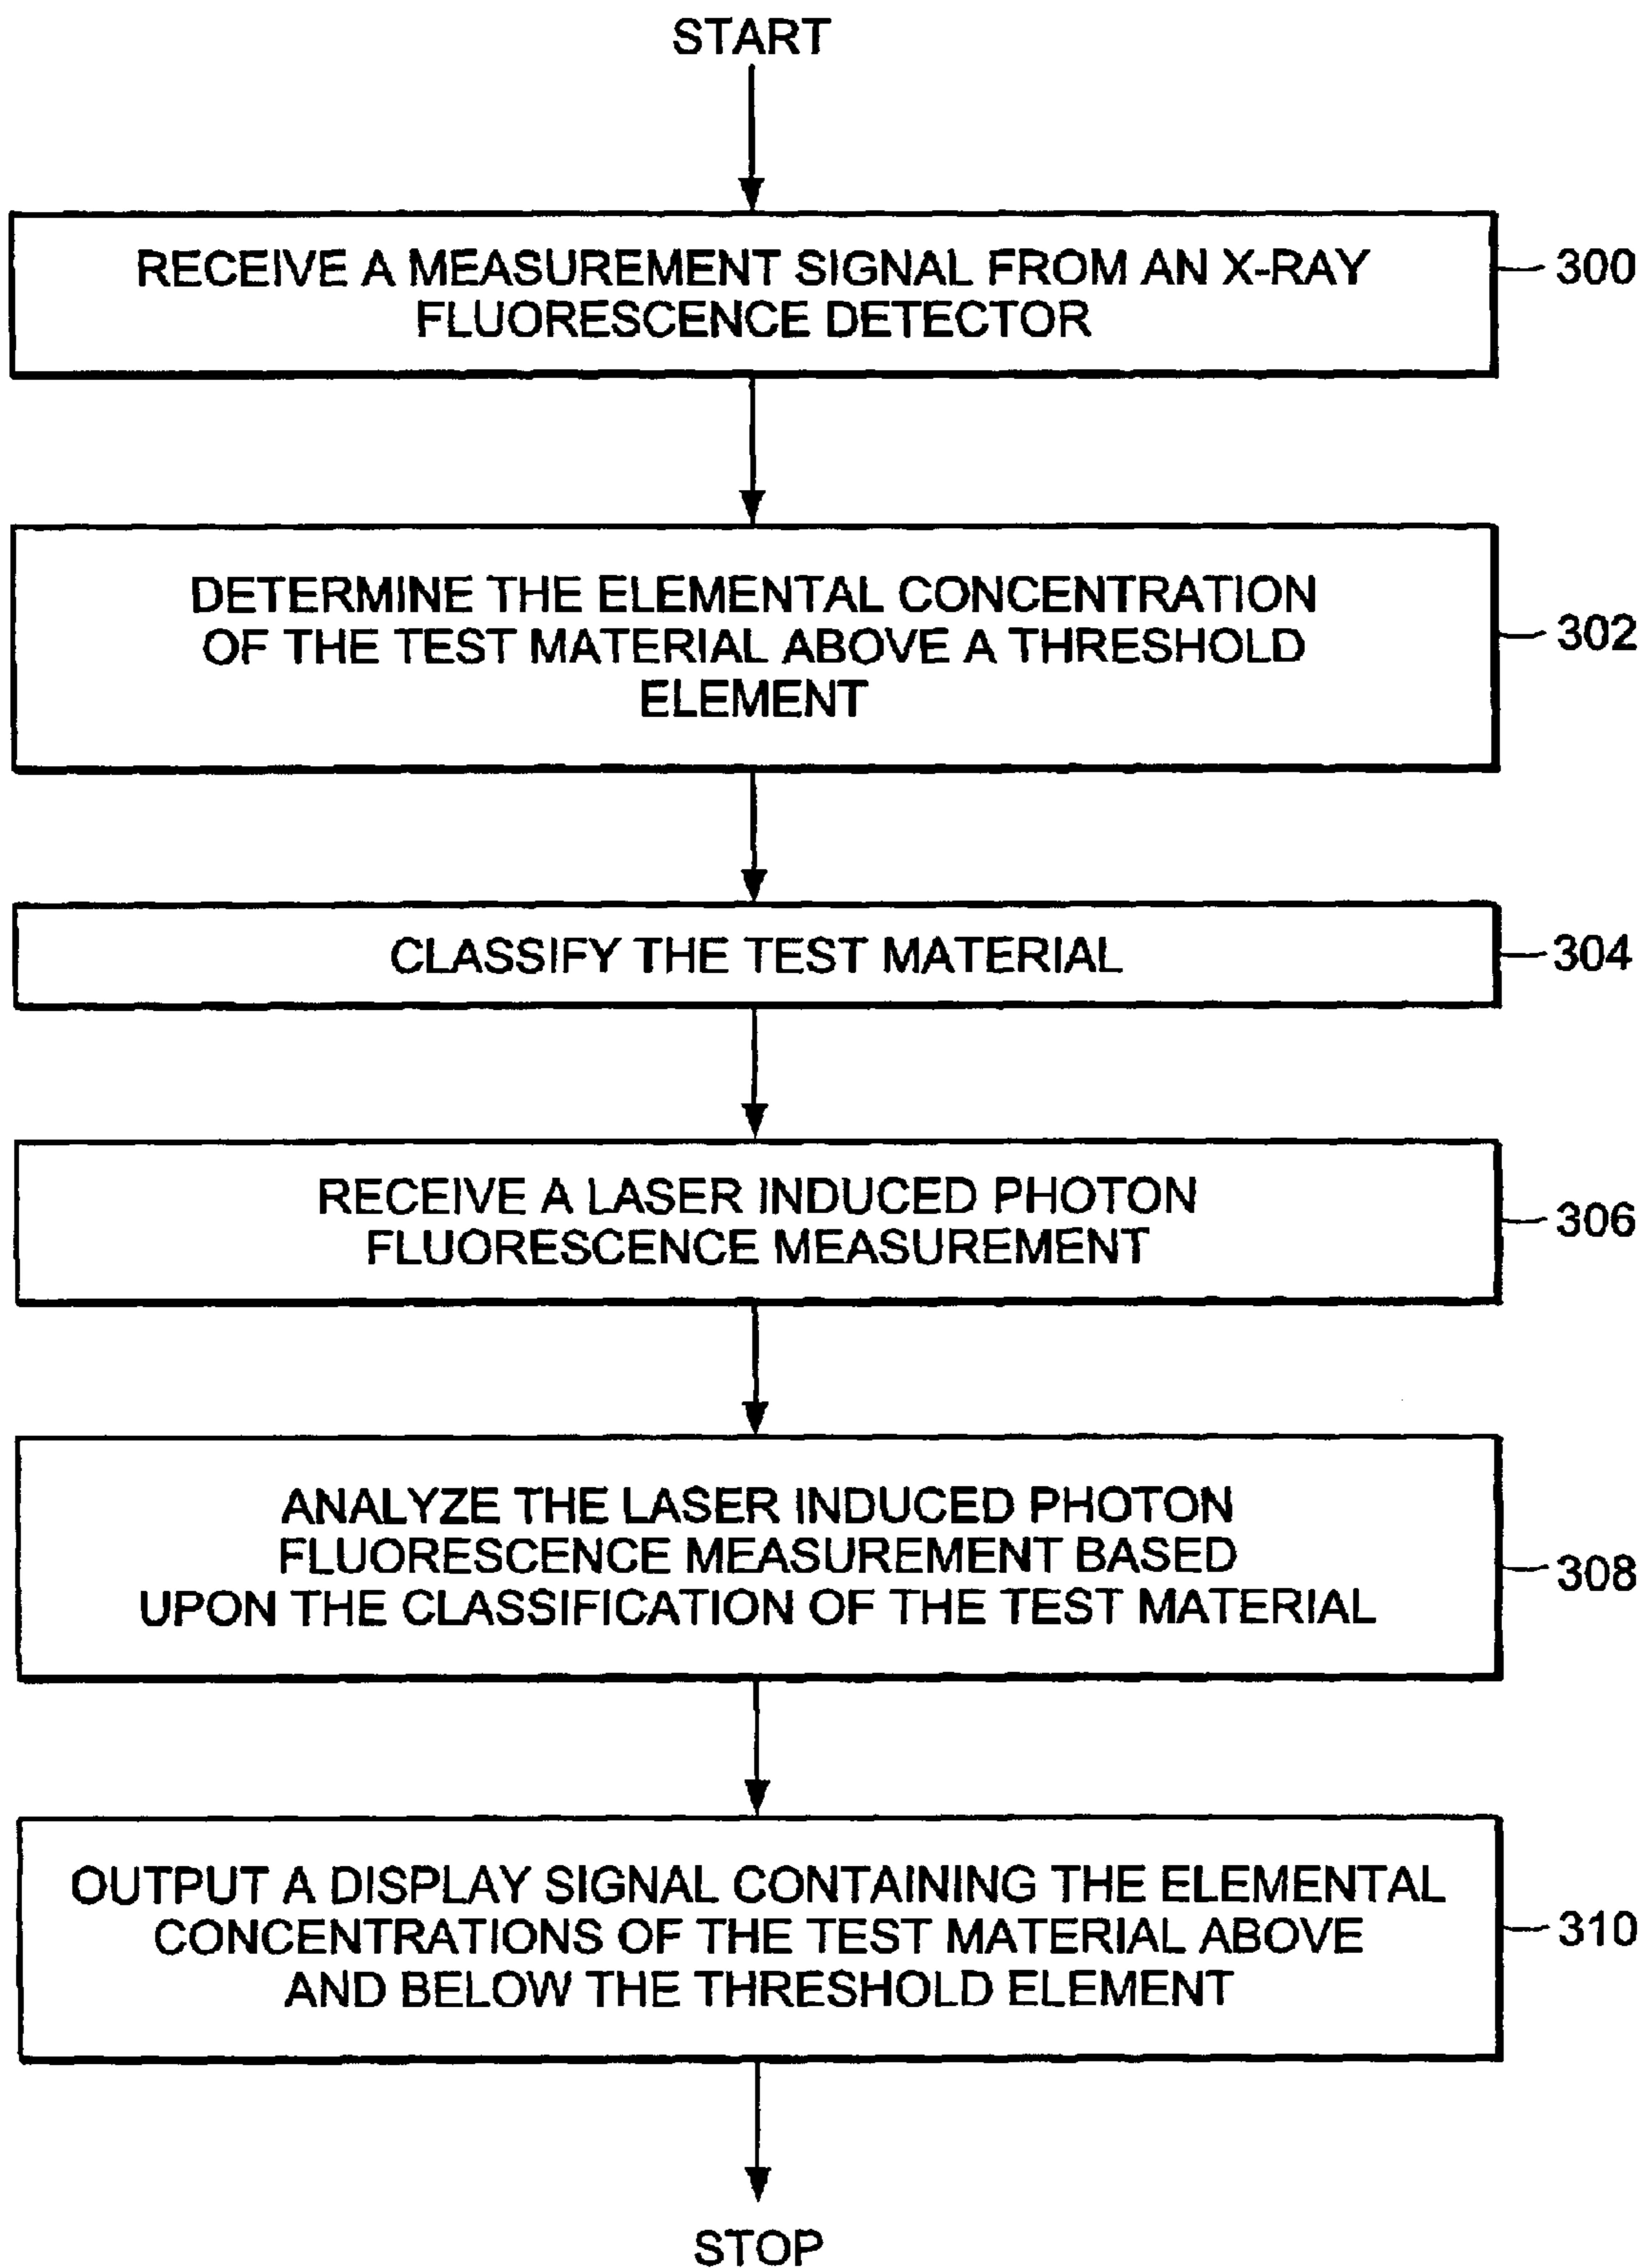 START
RECEIVE A MEASUREMENT SIGNAL FROM AN X-RAY
FLUORESCENCE DETECTOR
300
DETERMINE THE ELEMENTAL CONCENTRATION
OF THE TEST MATERIAL ABOVE A THRESHOLD
ELEMENT
302
CLASSIFY THE TEST MATERIAL
304
RECEIVE A LASER INDUCED PHOTON
FLUORESCENCE MEASUREMENT
306
ANALYZE THE LASER INDUCED PHOTON
FLUORESCENCE MEASUREMENT BASED
UPON THE CLASSIFICATION OF THE TEST MATERIAL
308
OUTPUT A DISPLAY SIGNAL CONTAINING THE ELEMENTAL
CONCENTRATIONS OF THE TEST MATERIAL ABOVE
AND BELOW THE THRESHOLD ELEMENT
310
STOP